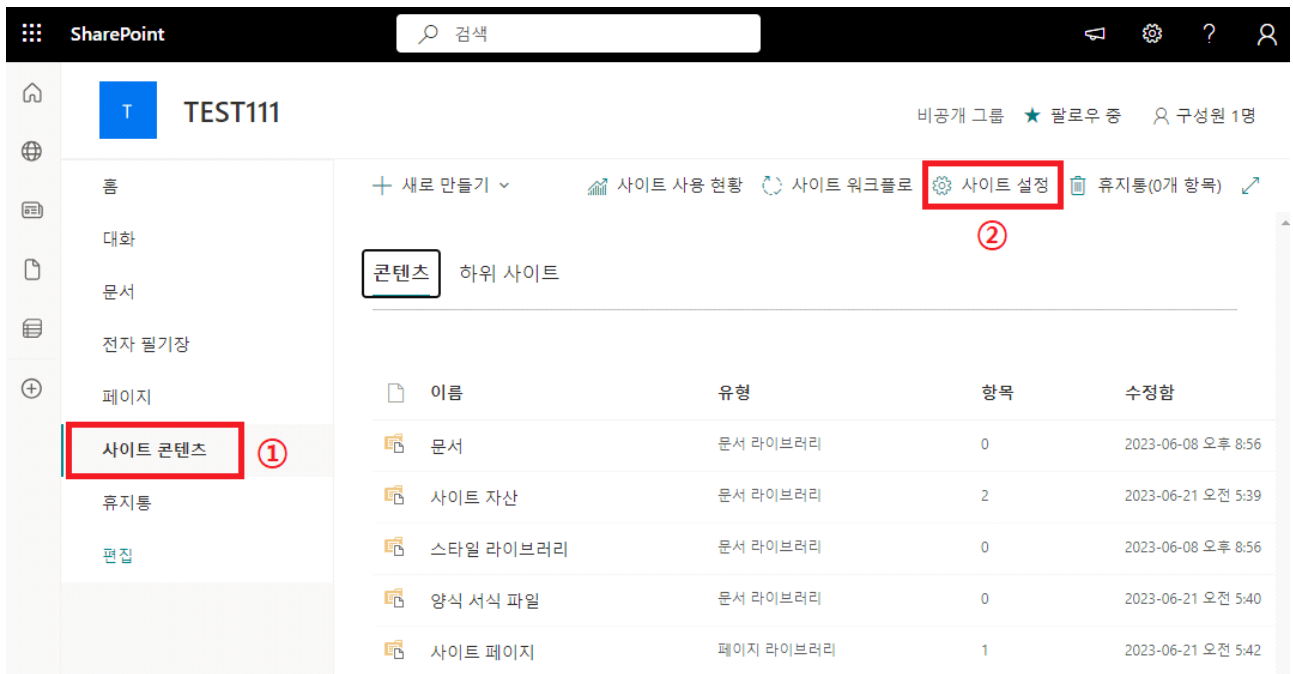 SharePoint 검색 ?
T TEST111 비공개 그룹 ★ 팔로우 중 구성원 1명
홈
대화
문서
전자 필기장
페이지
사이트 콘텐츠 ①
휴지통
편집
+ 새로 만들기 사이트 사용 현황 사이트 워크플로 사이트 설정 휴지통(0개 항목)
②
콘텐츠 하위 사이트
이름 유형 항목 수정함
문서 문서 라이브러리 0 2023-06-08 오후 8:56
사이트 자산 문서 라이브러리 2 2023-06-21 오전 5:39
스타일 라이브러리 문서 라이브러리 0 2023-06-08 오후 8:56
양식 서식 파일 문서 라이브러리 0 2023-06-21 오전 5:40
사이트 페이지 페이지 라이브러리 1 2023-06-21 오전 5:42